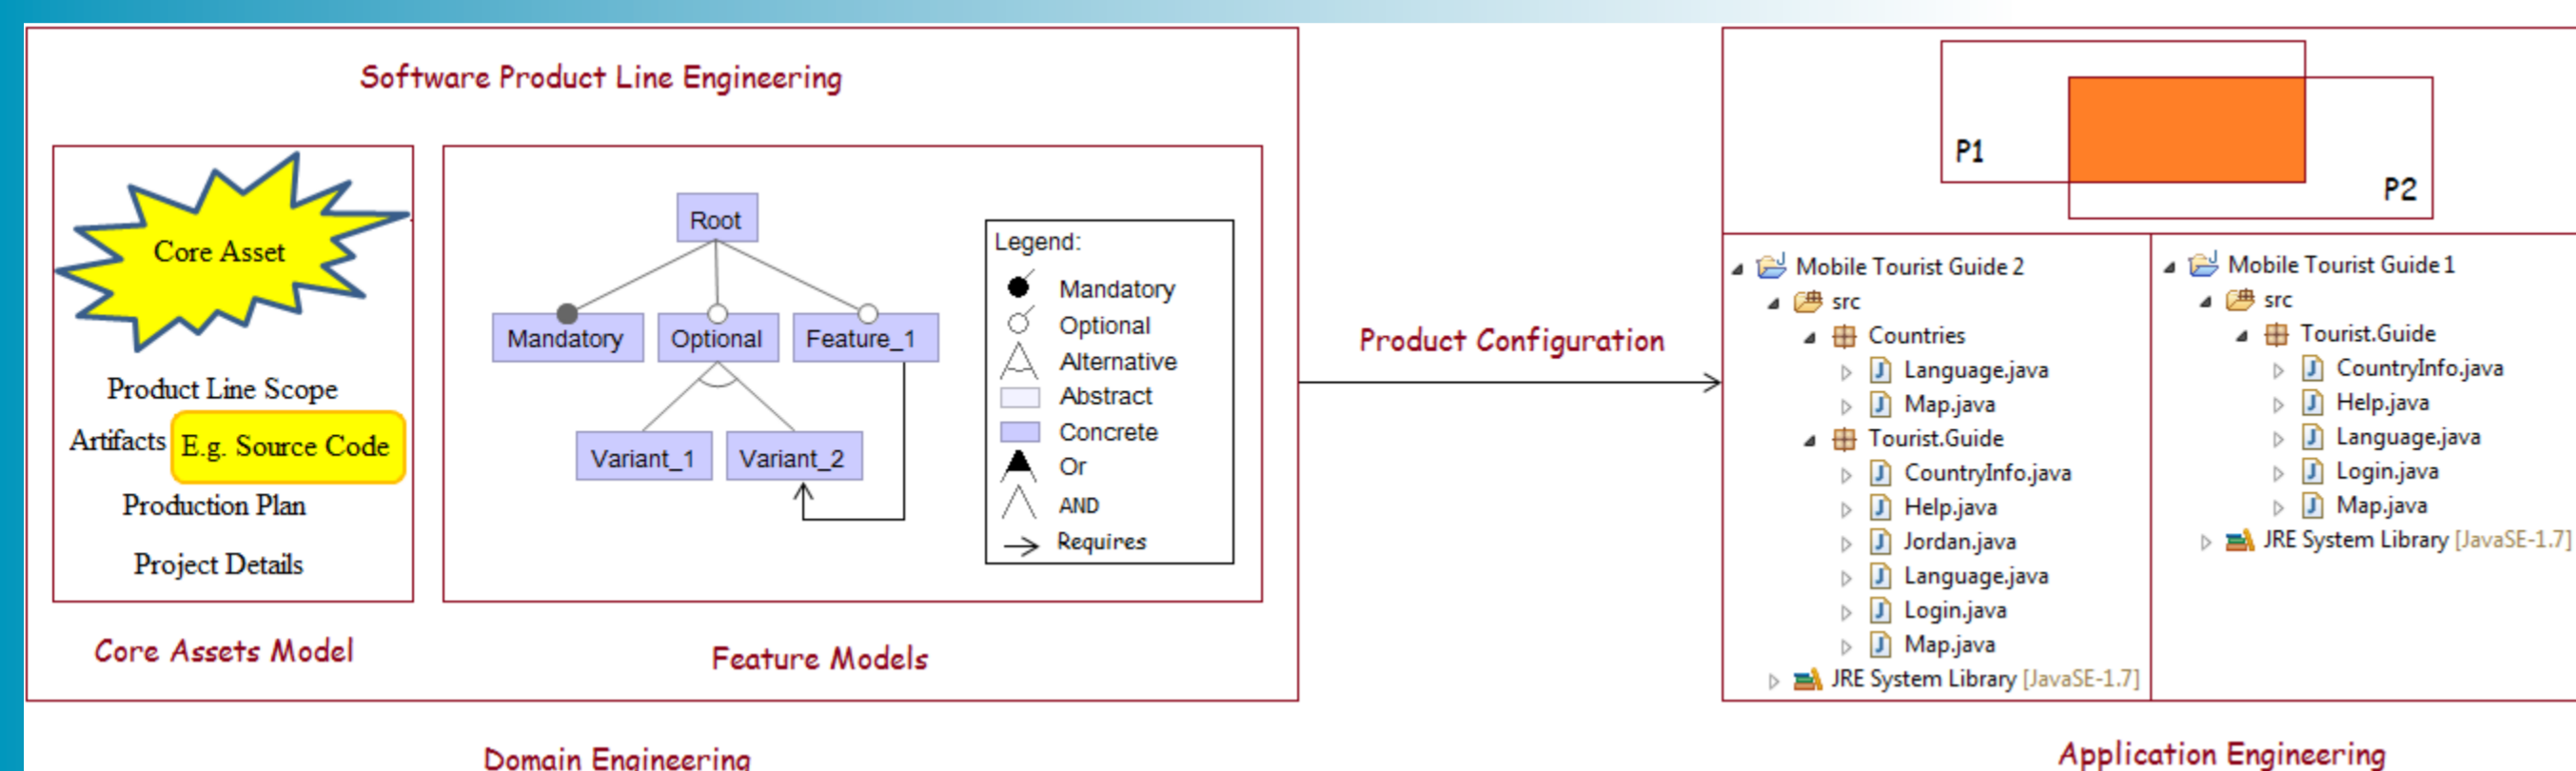 Software Product Line Engineering
Core Asset
Product Line Scope
Artifacts E.g. Source Code
Production Plan
Project Details
Core Assets Model
Root
Mandatory Optional Feature_1
Variant_1 Variant_2
Legend:
Mandatory
Optional
Alternative
Abstract
Concrete
Or
AND
Requires
Feature Models
Domain Engineering
Product Configuration
P1
P2
Mobile Tourist Guide 2
src
Countries
Language.java
Map.java
Tourist.Guide
CountryInfo.java
Help.java
Jordan.java
Language.java
Login.java
Map.java
JRE System Library [JavaSE-1.7]
Mobile Tourist Guide 1
src
Tourist.Guide
CountryInfo.java
Help.java
Language.java
Login.java
Map.java
JRE System Library [JavaSE-1.7]
Application Engineering